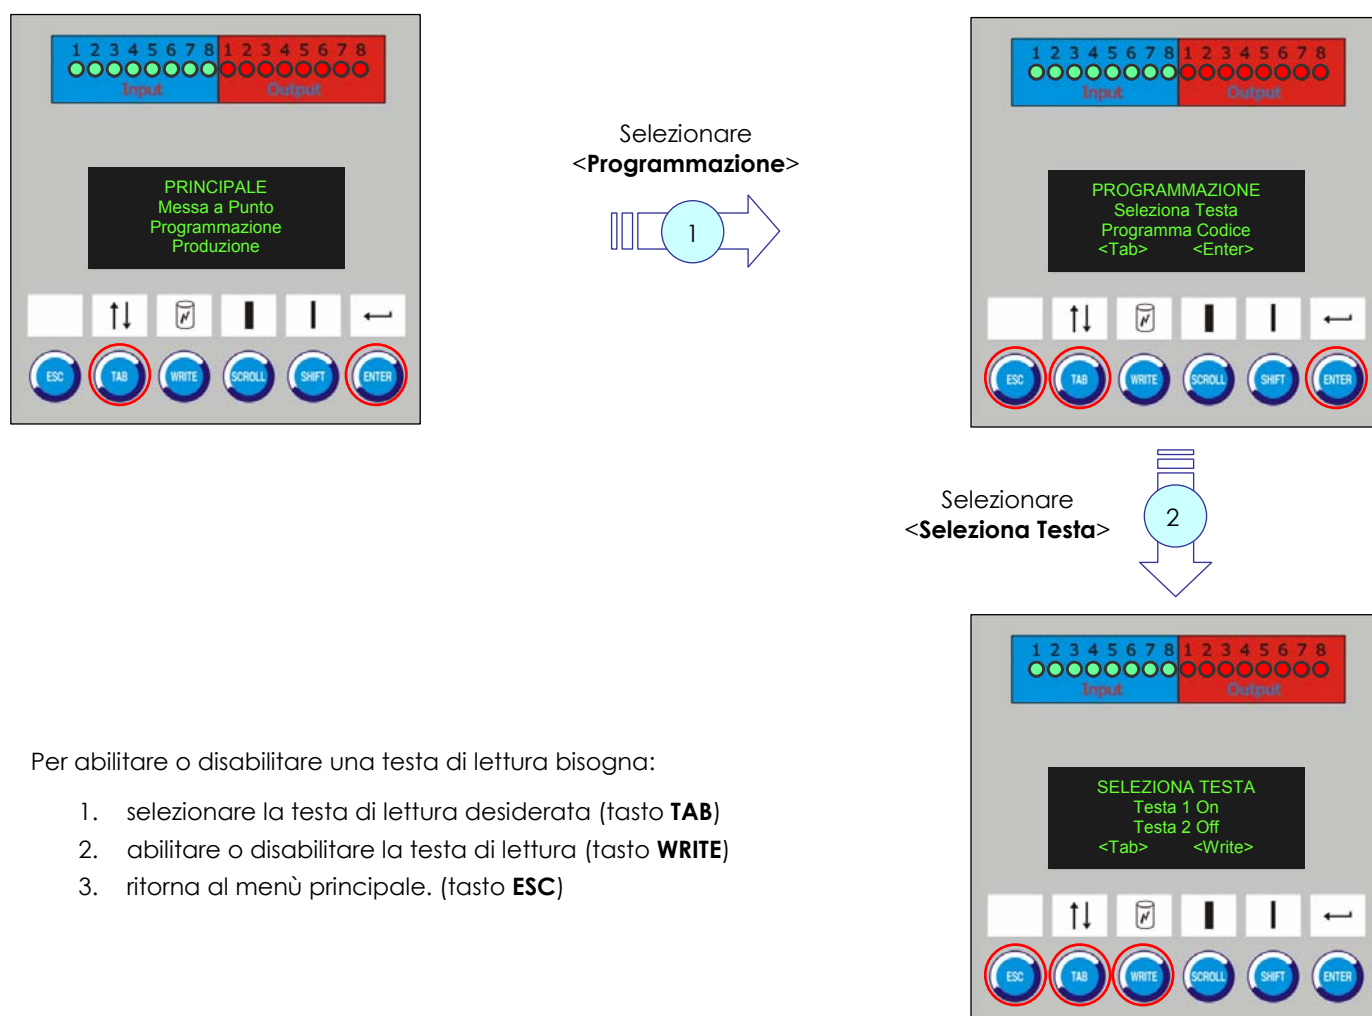 1 2 3 4 5 6 7 8 1 2 3 4 5 6 7 8
Input Output
PRINCIPALE
Messa a Punto
Programmazione
Produzione
ESC TAB WRITE SCROLL SHIFT ENTER
Selezionare
<Programmazione>
1
1 2 3 4 5 6 7 8 1 2 3 4 5 6 7 8
Input Output
PROGRAMMAZIONE
Seleziona Testa
Programma Codice
<Tab> <Enter>
ESC TAB WRITE SCROLL SHIFT ENTER
Selezionare
<Seleziona Testa>
2
1 2 3 4 5 6 7 8 1 2 3 4 5 6 7 8
Input Output
SELEZIONA TESTA
Testa 1 On
Testa 2 Off
<Tab> <Write>
ESC TAB WRITE SCROLL SHIFT ENTER
Per abilitare o disabilitare una testa di lettura bisogna:
1. selezionare la testa di lettura desiderata (tasto TAB)
2. abilitare o disabilitare la testa di lettura (tasto WRITE)
3. ritorna al menù principale. (tasto ESC)